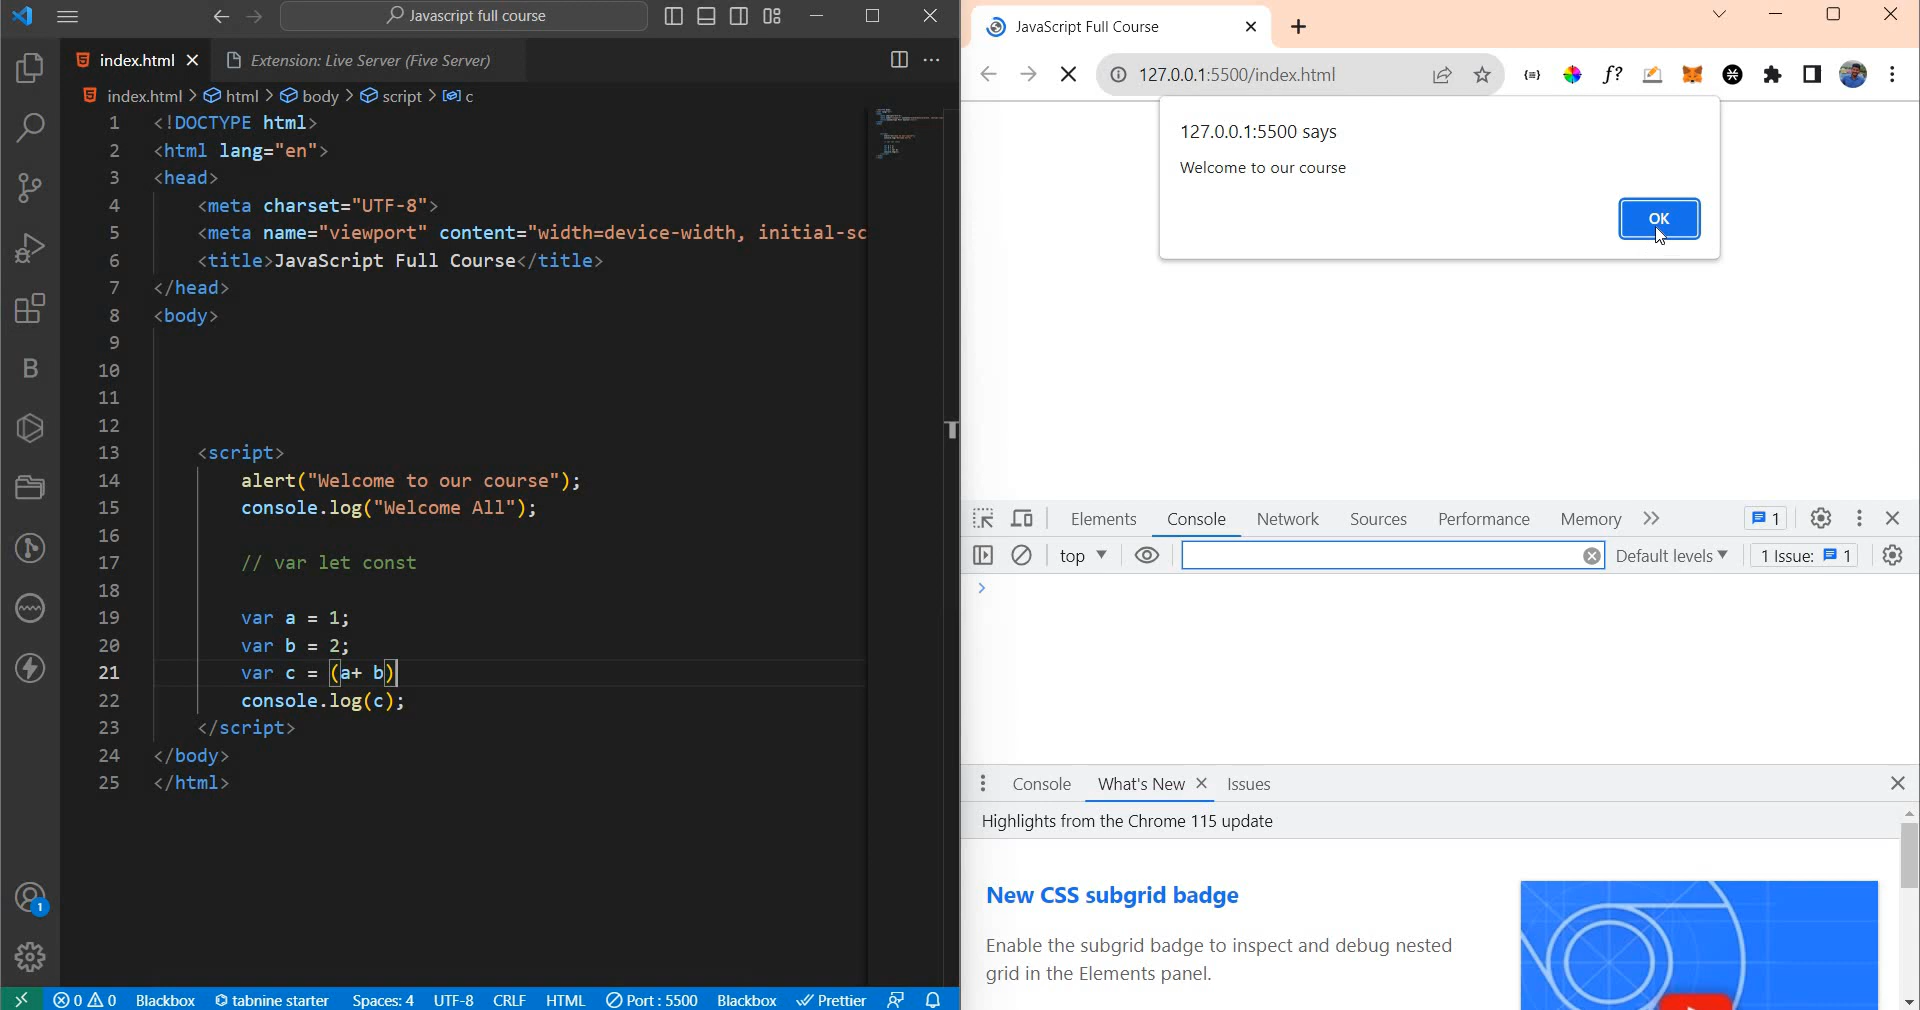 Javascript full course
index.html
Extension: Live Server (Five Server)
index.html > html > body > script > c
1 <!DOCTYPE html>
2 <html lang="en">
3 <head>
4 <meta charset="UTF-8">
5 <meta name="viewport" content="width=device-width, initial-sc
6 <title>JavaScript Full Course</title>
7 </head>
8 <body>
9
10
11
12
13 <script>
14 alert("Welcome to our course");
15 console.log("Welcome All");
16
17 // var let const
18
19 var a = 1;
20 var b = 2;
21 var c = (a+ b)
22 console.log(c);
23 </script>
24 </body>
25 </html>
B
1
0 0 Blackbox tabnine starter Spaces: 4 UTF-8 CRLF HTML Port : 5500 Blackbox Prettier
JavaScript Full Course
127.0.0.1:5500/index.html
f?
127.0.0.1:5500 says
Welcome to our course
OK
Elements Console Network Sources Performance Memory 1
top Default levels 1 Issue: 1
Console What's New Issues
Highlights from the Chrome 115 update
New CSS subgrid badge
Enable the subgrid badge to inspect and debug nested
grid in the Elements panel.